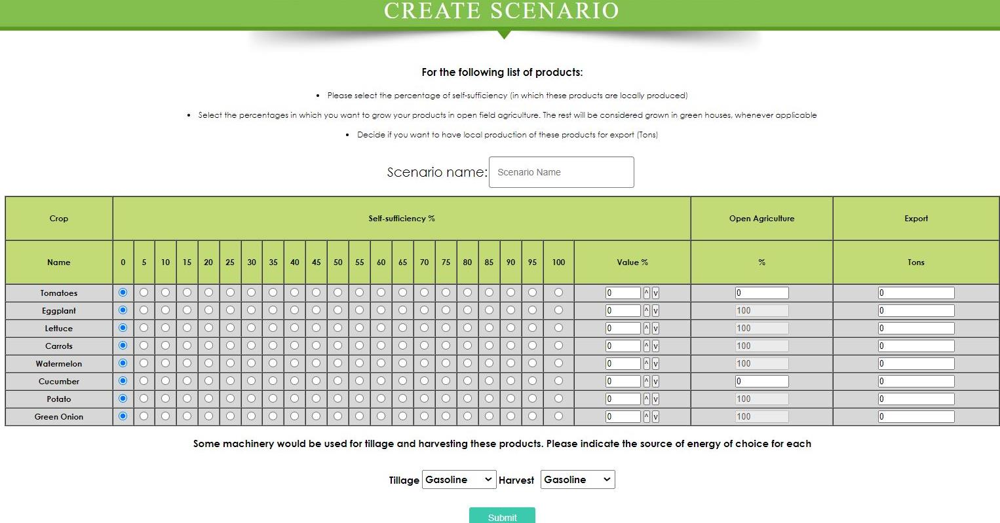 CREATE SCENARIO
For the following list of products:
• Please select the percentage of self-sufficiency (in which these products are locally produced)
• Select the percentages in which you want to grow your products in open field agriculture. The rest will be considered grown in green houses, whenever applicable
• Decide if you want to have local production of these products for export (Tons)
Scenario name: Scenario Name
Crop Self-sufficiency % Open Agriculture Export
Name 0 5 10 15 20 25 30 35 40 45 50 55 60 65 70 75 80 85 90 95 100 Value % % Tons
Tomatoes 0 ^ v 0 0
Eggplant 0 ^ v 100 0
Lettuce 0 ^ v 100 0
Carrots 0 ^ v 100 0
Watermelon 0 ^ v 100 0
Cucumber 0 ^ v 0 0
Potato 0 ^ v 100 0
Green Onion 0 ^ v 100 0
Some machinery would be used for tillage and harvesting these products. Please indicate the source of energy of choice for each
Tillage Gasoline Harvest Gasoline
Submit